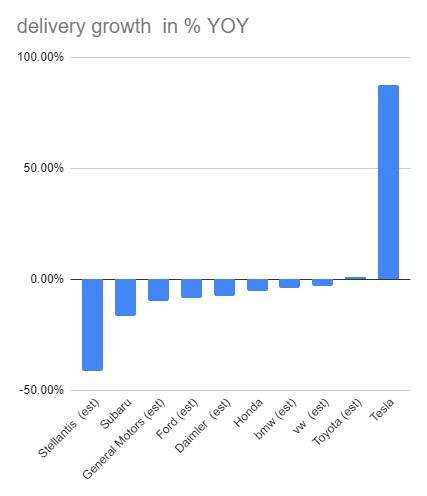 delivery growth  in % YOY
100.00%
50.00%
0.00%
-50.00%
Stellantis  (est)
Subaru
General Motors (est)
Ford (est)
Daimler  (est)
Honda
bmw (est)
vw  (est)
Toyota (est)
Tesla